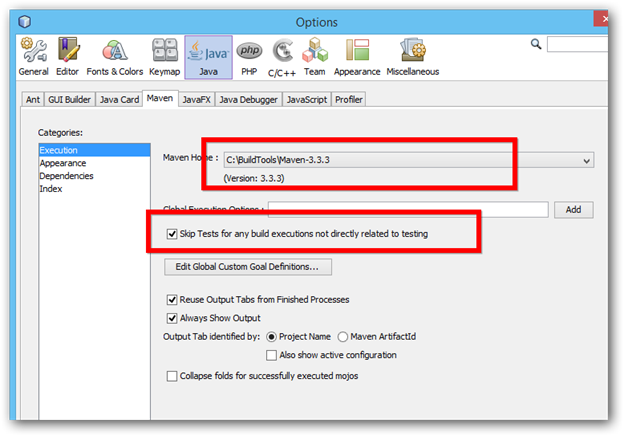 Options
General Editor Fonts & Colors Keymap Java PHP C/C++ Team Appearance Miscellaneous
Java
php
Ant GUI Builder Java Card Maven JavaFX Java Debugger JavaScript Profiler
Categories:
Execution
Appearance
Dependencies
Index
Maven Home : C:\BuildTools\Maven-3.3.3
(Version: 3.3.3)
Global Execution Options : Add
Skip Tests for any build executions not directly related to testing
Edit Global Custom Goal Definitions...
Reuse Output Tabs from Finished Processes
Always Show Output
Output Tab identified by: Project Name Maven ArtifactId
Also show active configuration
Collapse folders for successfully executed mojos